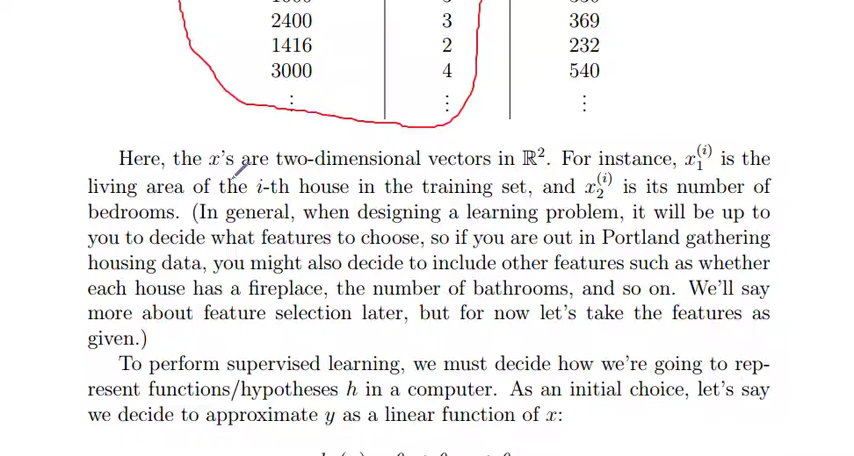 2400 3 369
1416 2 232
3000 4 540
⋮ ⋮ ⋮
Here, the x's are two-dimensional vectors in ℝ². For instance, x₁⁽ⁱ⁾ is the
living area of the i-th house in the training set, and x₂⁽ⁱ⁾ is its number of
bedrooms. (In general, when designing a learning problem, it will be up to
you to decide what features to choose, so if you are out in Portland gathering
housing data, you might also decide to include other features such as whether
each house has a fireplace, the number of bathrooms, and so on. We'll say
more about feature selection later, but for now let's take the features as
given.)
To perform supervised learning, we must decide how we're going to rep-
resent functions/hypotheses h in a computer. As an initial choice, let's say
we decide to approximate y as a linear function of x: